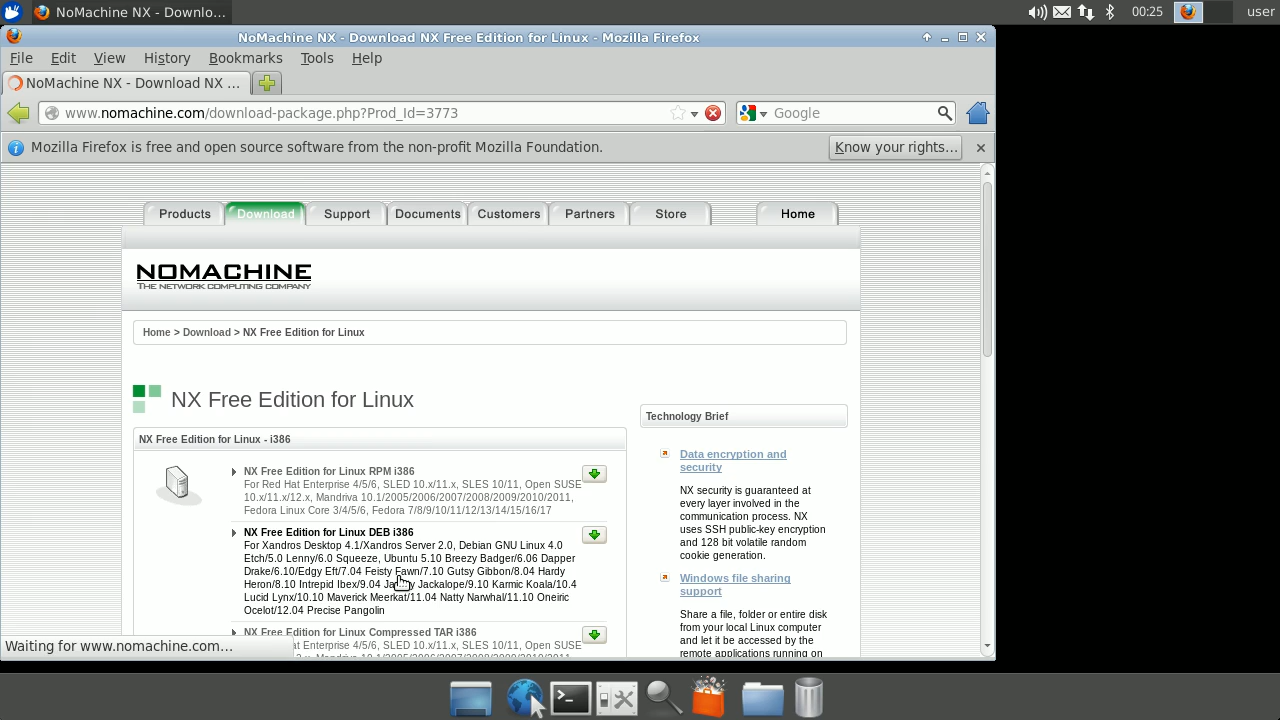 NoMachine NX - Downlo...
00:25
user
NoMachine NX - Download NX Free Edition for Linux - Mozilla Firefox
File Edit View History Bookmarks Tools Help
NoMachine NX - Download NX ...
www.nomachine.com/download-package.php?Prod_Id=3773
Google
Mozilla Firefox is free and open source software from the non-profit Mozilla Foundation.
Know your rights...
Products Download Support Documents Customers Partners Store Home
NOMACHINE
THE NETWORK COMPUTING COMPANY
Home > Download > NX Free Edition for Linux
NX Free Edition for Linux
NX Free Edition for Linux - i386
NX Free Edition for Linux RPM i386
For Red Hat Enterprise 4/5/6, SLED 10.x/11.x, SLES 10/11, Open SUSE
10.x/11.x/12.x, Mandriva 10.1/2005/2006/2007/2008/2009/2010/2011,
Fedora Linux Core 3/4/5/6, Fedora 7/8/9/10/11/12/13/14/15/16/17
NX Free Edition for Linux DEB i386
For Xandros Desktop 4.1/Xandros Server 2.0, Debian GNU Linux 4.0
Etch/5.0 Lenny/6.0 Squeeze, Ubuntu 5.10 Breezy Badger/6.06 Dapper
Drake/6.10/Edgy Eft/7.04 Feisty Fawn/7.10 Gutsy Gibbon/8.04 Hardy
Heron/8.10 Intrepid Ibex/9.04 Jaunty Jackalope/9.10 Karmic Koala/10.4
Lucid Lynx/10.10 Maverick Meerkat/11.04 Natty Narwhal/11.10 Oneiric
Ocelot/12.04 Precise Pangolin
NX Free Edition for Linux Compressed TAR i386
at Enterprise 4/5/6, SLED 10.x/11.x, SLES 10/11, Open SUSE
Technology Brief
Data encryption and
security
NX security is guaranteed at
every layer involved in the
communication process. NX
uses SSH public-key encryption
and 128 bit volatile random
cookie generation.
Windows file sharing
support
Share a file, folder or entire disk
from your local Linux computer
and let it be accessed by the
remote applications running on
Waiting for www.nomachine.com...